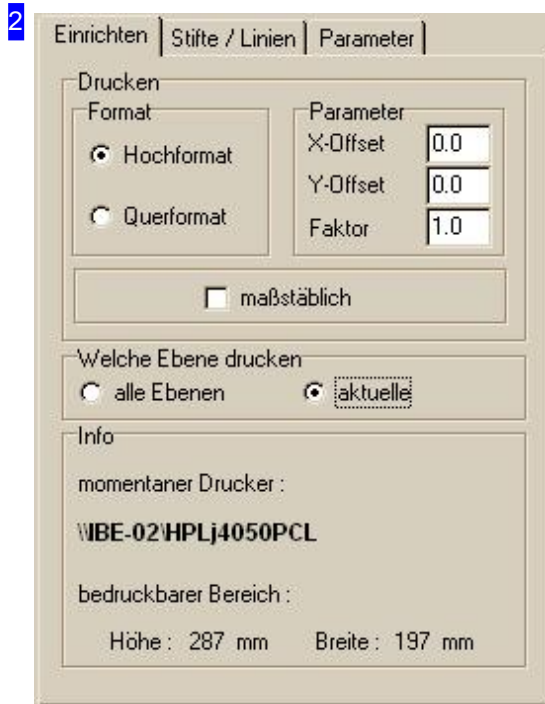 2
Einrichten Stifte / Linien Parameter
Drucken
Format
Hochformat
Querformat
Parameter
X-Offset 0.0
Y-Offset 0.0
Faktor 1.0
maßstäblich
Welche Ebene drucken
alle Ebenen aktuelle
Info
momentaner Drucker :
\\IBE-02\HPLj4050PCL
bedruckbarer Bereich :
Höhe : 287 mm Breite : 197 mm